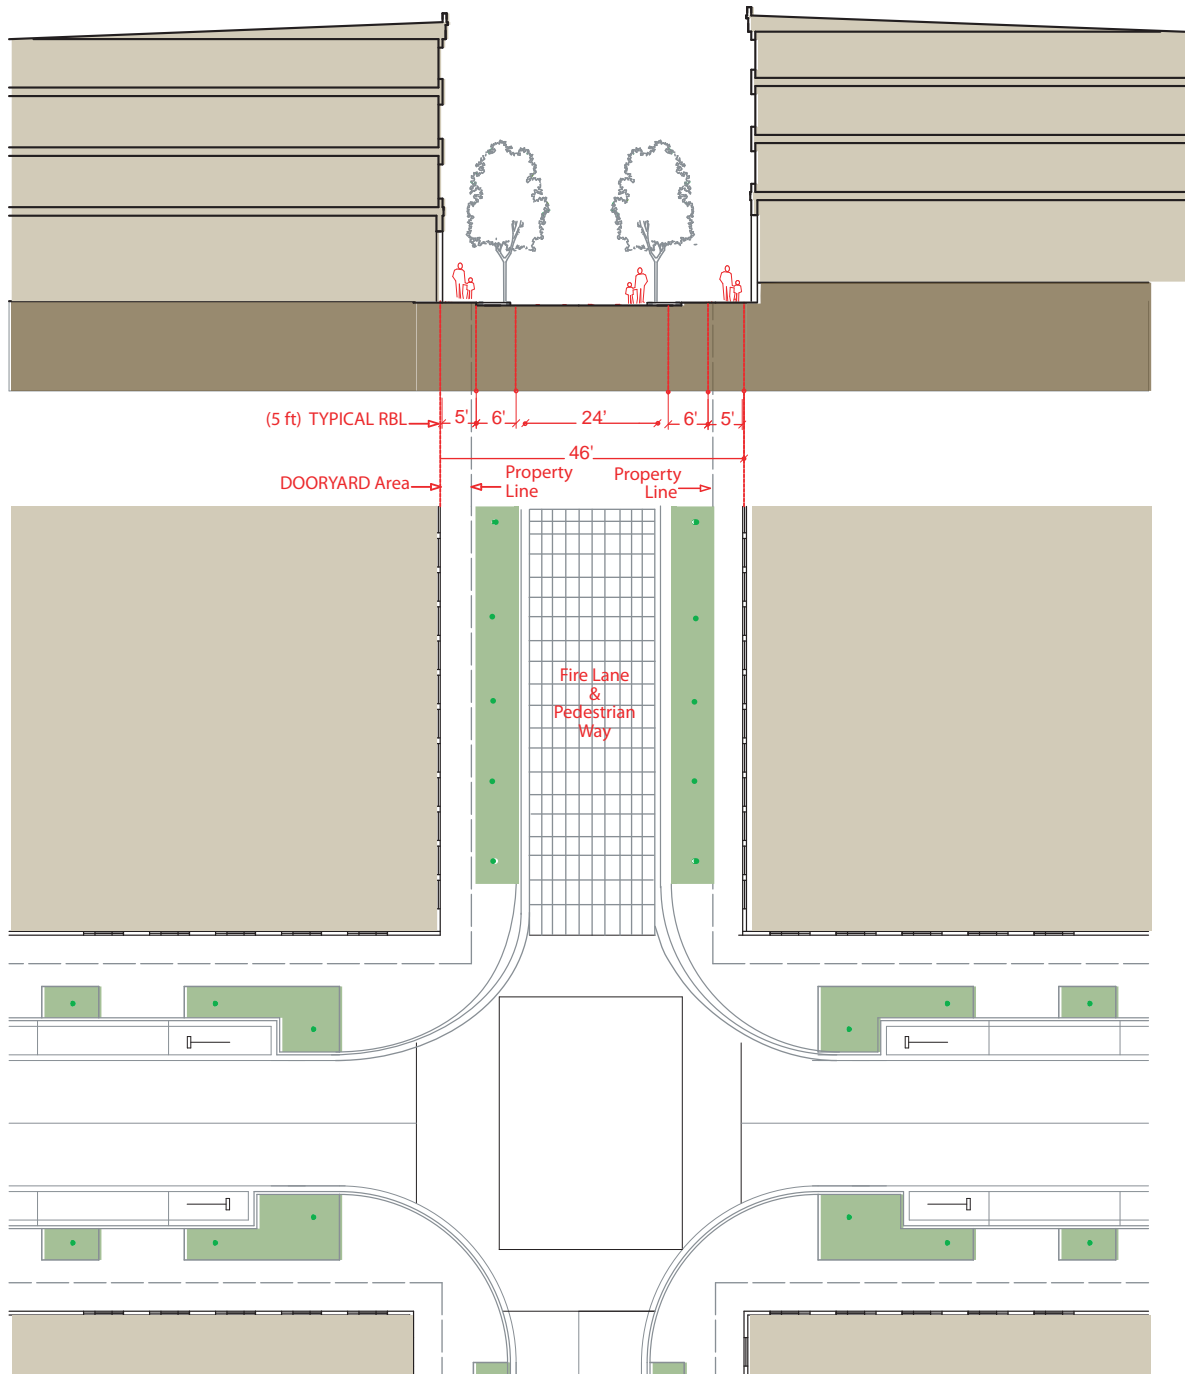 (5 ft) TYPICAL RBL
5' 6' 24' 6' 5'
46'
DOORYARD Area
Property
Line
Property
Line
Fire Lane
&
Pedestrian
Way